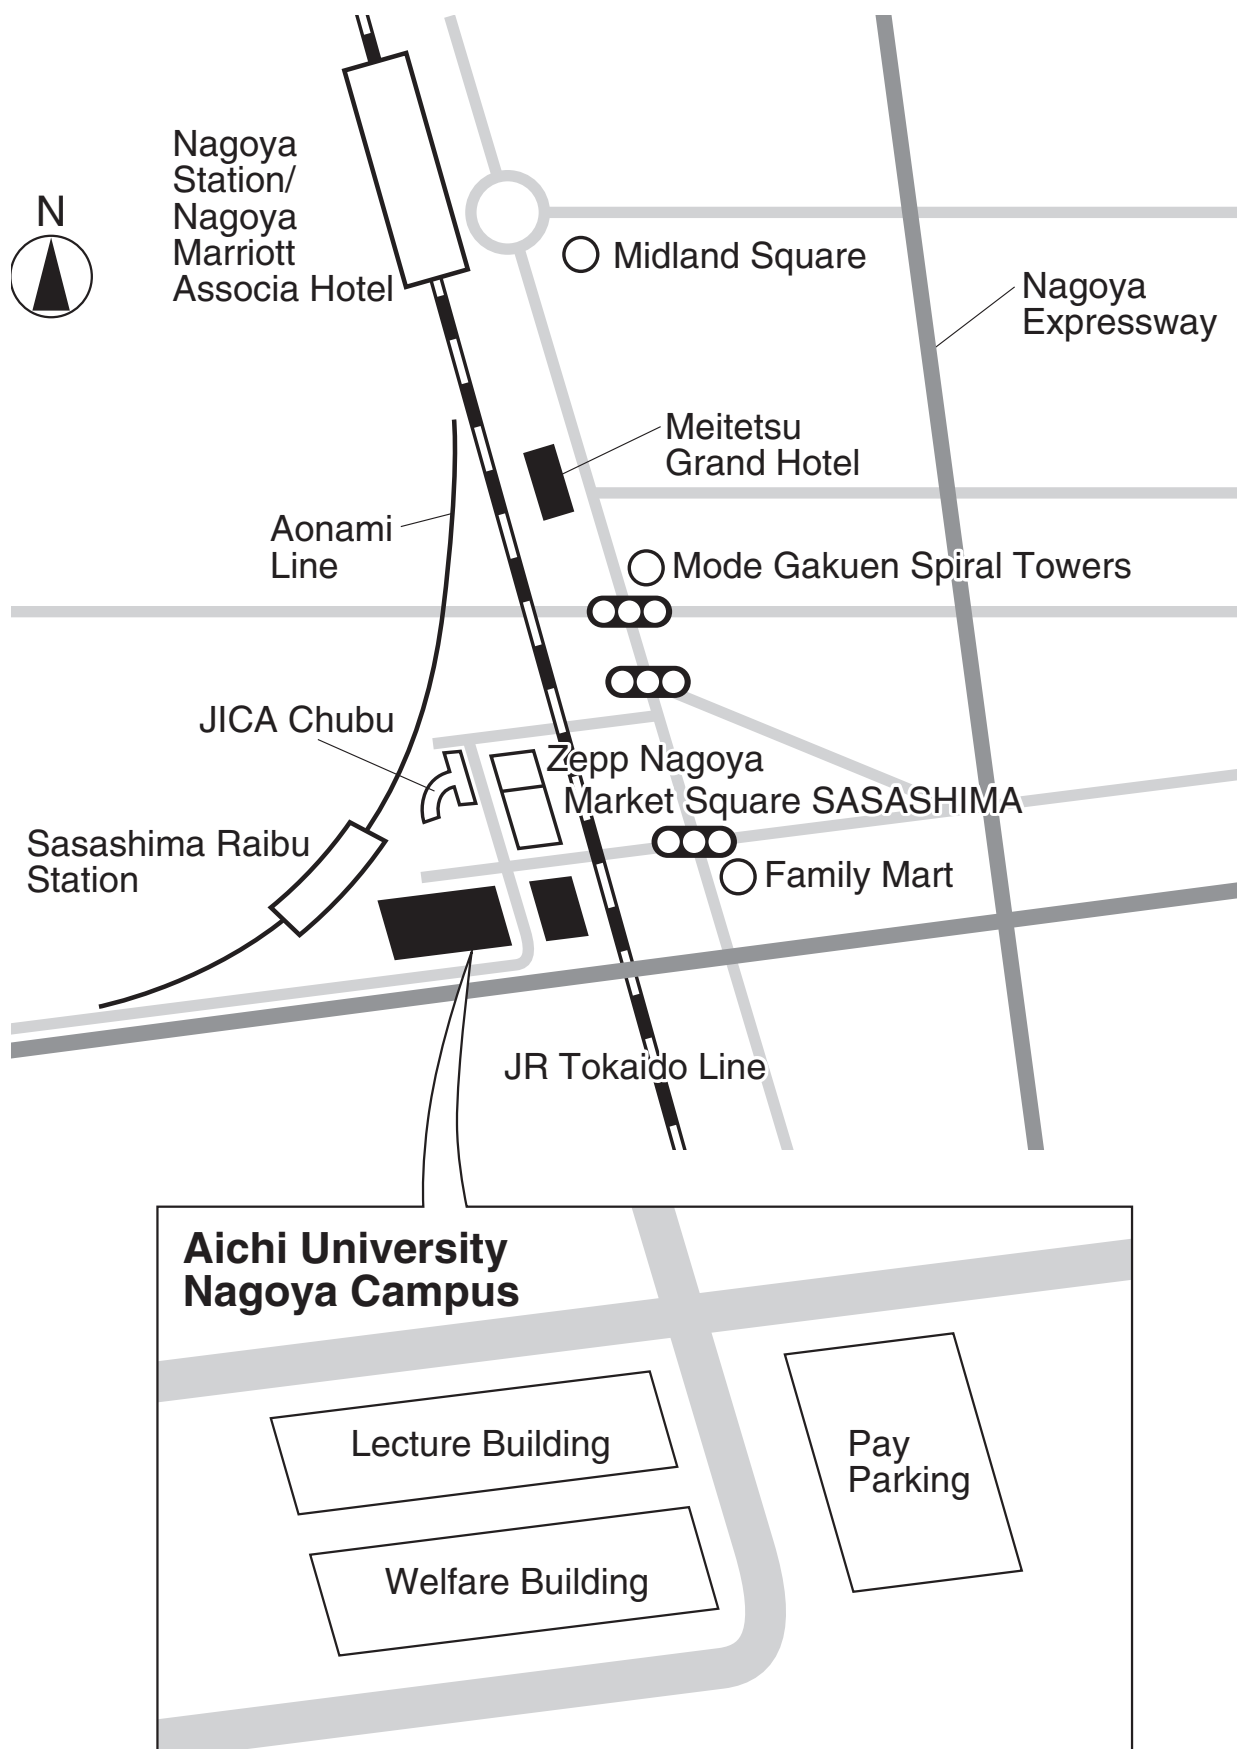 Nagoya
Station/
Nagoya
Marriott
Associa Hotel
N
Midland Square
Nagoya
Expressway
Meitetsu
Grand Hotel
Aonami
Line
Mode Gakuen Spiral Towers
JICA Chubu
Zepp Nagoya
Market Square SASASHIMA
Sasashima Raibu
Station
Family Mart
JR Tokaido Line
Aichi University
Nagoya Campus
Lecture Building
Pay
Parking
Welfare Building